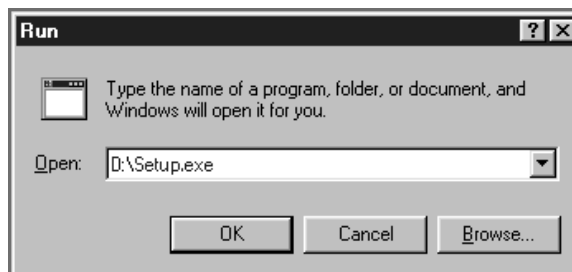 Run
Type the name of a program, folder, or document, and
Windows will open it for you.
Open: D:\Setup.exe
OK Cancel Browse...